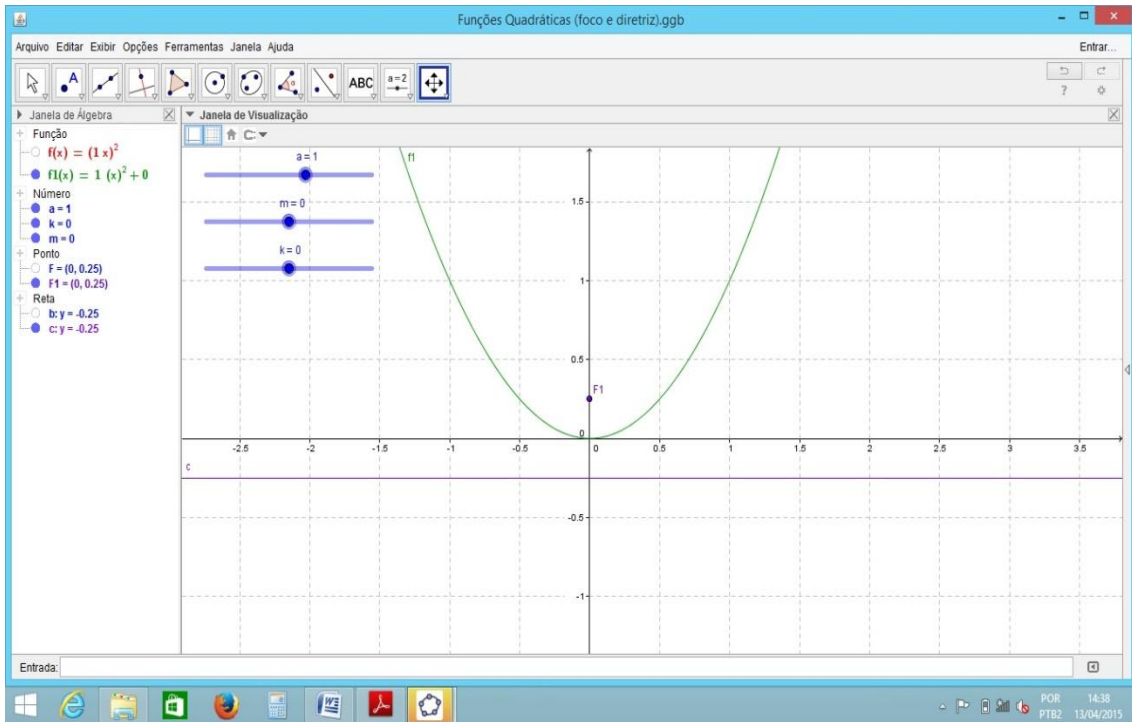 Funções Quadráticas (foco e diretriz).ggb
Arquivo Editar Exibir Opções Ferramentas Janela Ajuda
Entrar...
A
ABC
a=2
?
Janela de Álgebra
Função
f(x) = (1 x)²
f1(x) = 1 (x)² + 0
Número
a = 1
k = 0
m = 0
Ponto
F = (0, 0.25)
F1 = (0, 0.25)
Reta
b: y = -0.25
c: y = -0.25
Janela de Visualização
a = 1
m = 0
k = 0
f1
1.5
1
0.5
F1
0
-2.5 -2 -1.5 -1 -0.5 0 0.5 1 1.5 2 2.5 3 3.5
c
-0.5
-1
Entrada:
POR
PTB2
14:38
13/04/2015